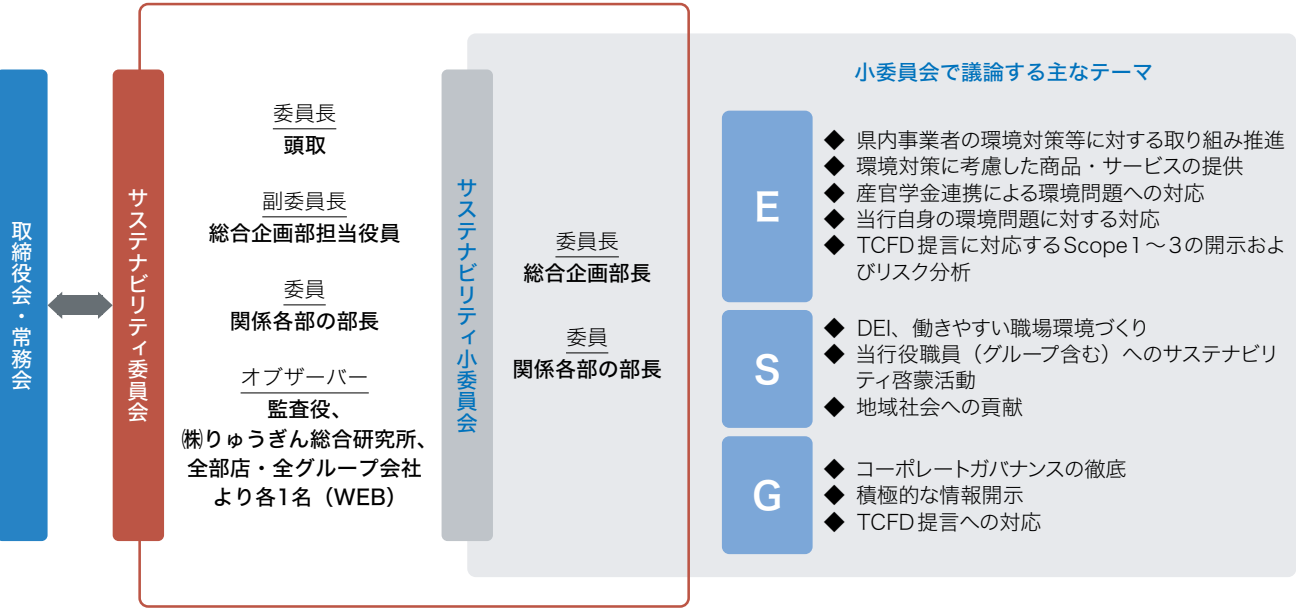 取締役会・常務会
サステナビリティ委員会
委員長
頭取
副委員長
総合企画部担当役員
委員
関係各部の部長
オブザーバー
監査役、
㈱りゅうぎん総合研究所、
全部店・全グループ会社
より各1名（WEB）
サステナビリティ小委員会
委員長
総合企画部長
委員
関係各部の部長
小委員会で議論する主なテーマ
E
◆ 県内事業者の環境対策等に対する取り組み推進
◆ 環境対策に考慮した商品・サービスの提供
◆ 産官学金連携による環境問題への対応
◆ 当行自身の環境問題に対する対応
◆ TCFD提言に対応するScope1～3の開示およ
びリスク分析
S
◆ DEI、働きやすい職場環境づくり
◆ 当行役職員（グループ含む）へのサステナビリ
ティ啓蒙活動
◆ 地域社会への貢献
G
◆ コーポレートガバナンスの徹底
◆ 積極的な情報開示
◆ TCFD提言への対応